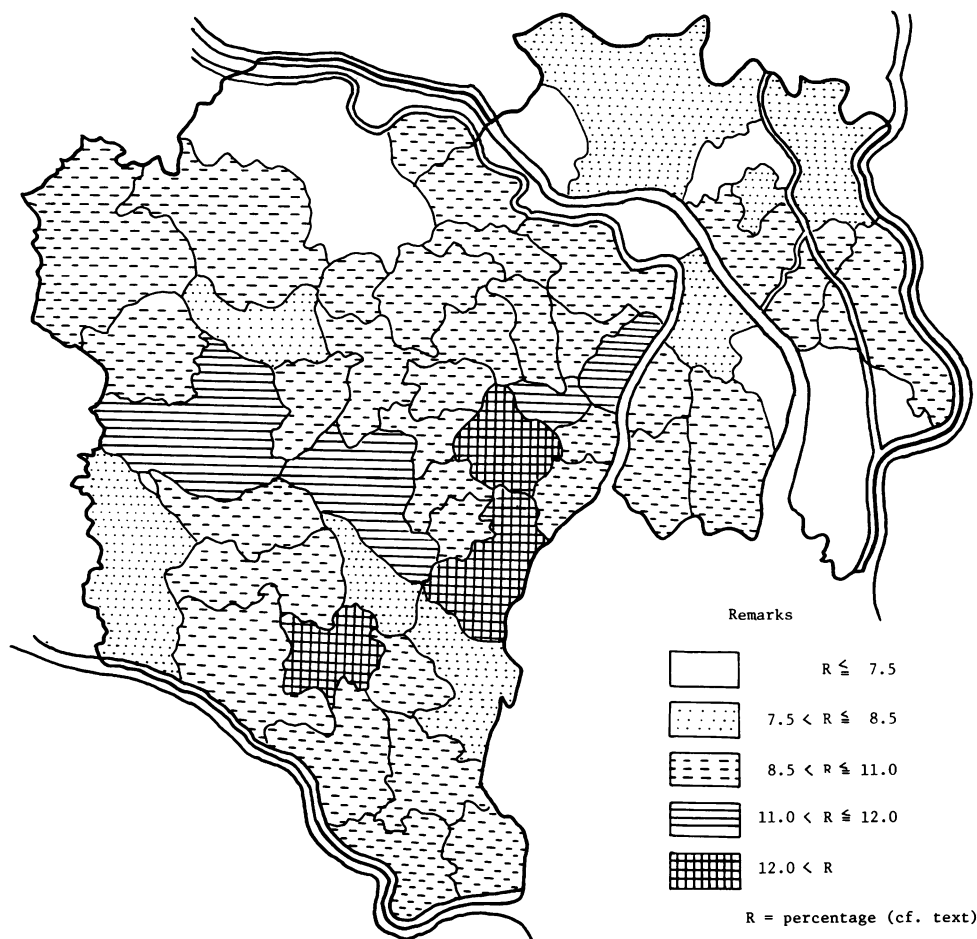 Remarks
R ≦ 7.5
7.5 < R ≦ 8.5
8.5 < R ≦ 11.0
11.0 < R ≦ 12.0
12.0 < R
R = percentage (cf. text)